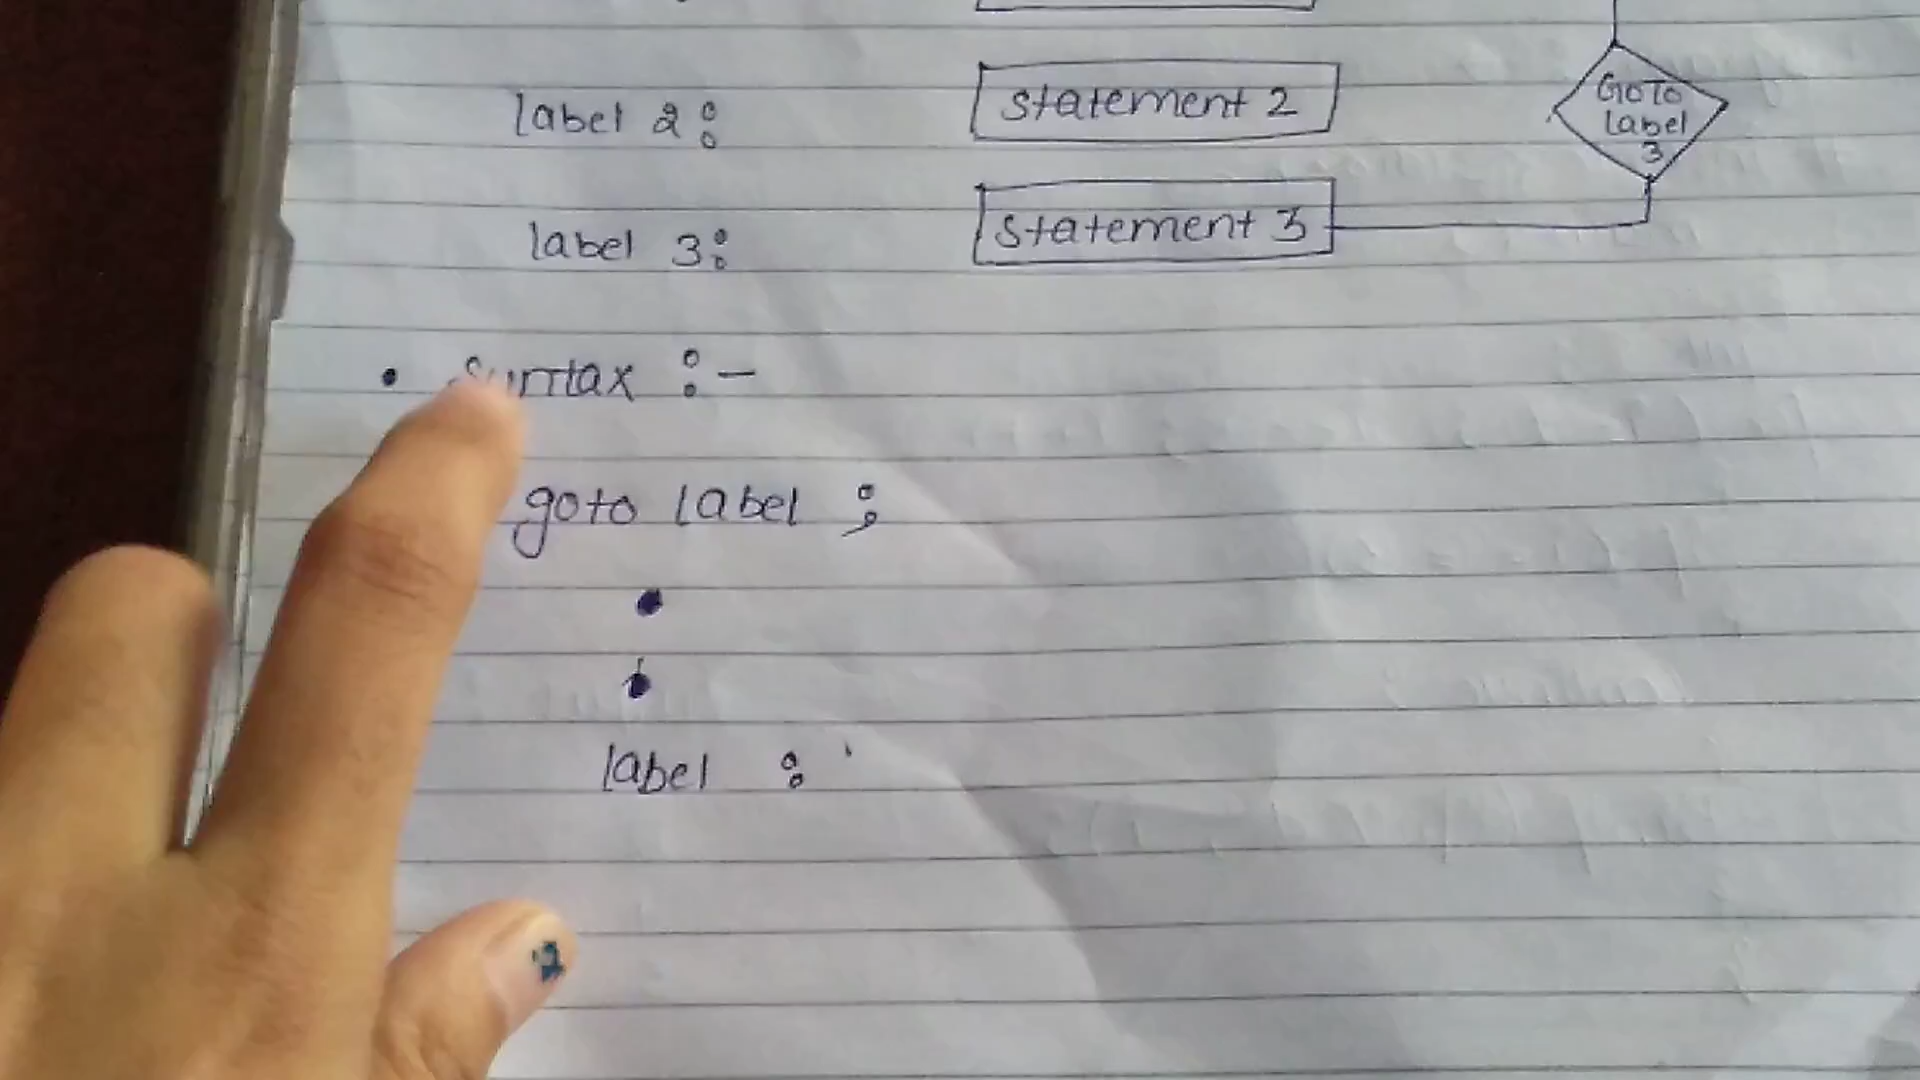 label 2:
statement 2
GOTO
label
3
label 3:
statement 3
• Syntax :-
goto label ;
label :